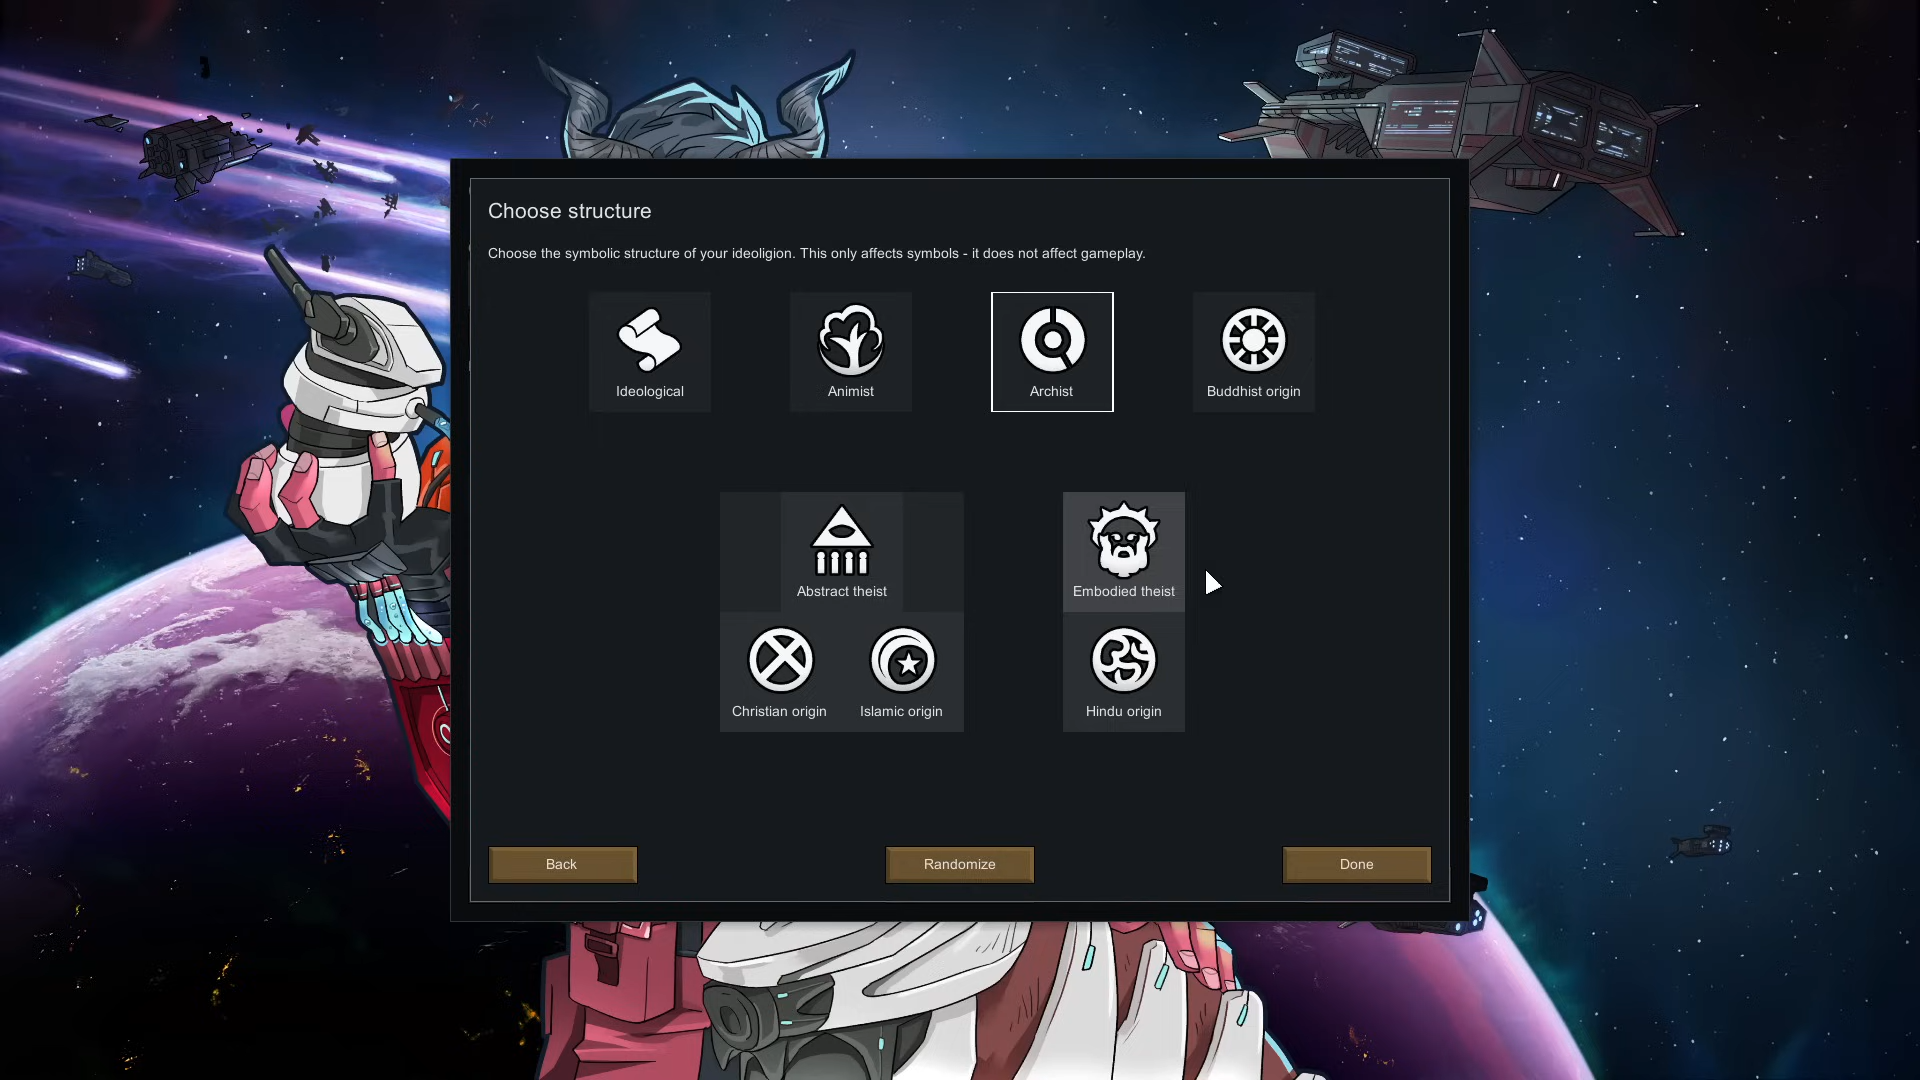 Choose structure
Choose the symbolic structure of your ideoligion. This only affects symbols - it does not affect gameplay.
Ideological
Animist
Archist
Buddhist origin
Abstract theist
Embodied theist
Christian origin
Islamic origin
Hindu origin
Back
Randomize
Done